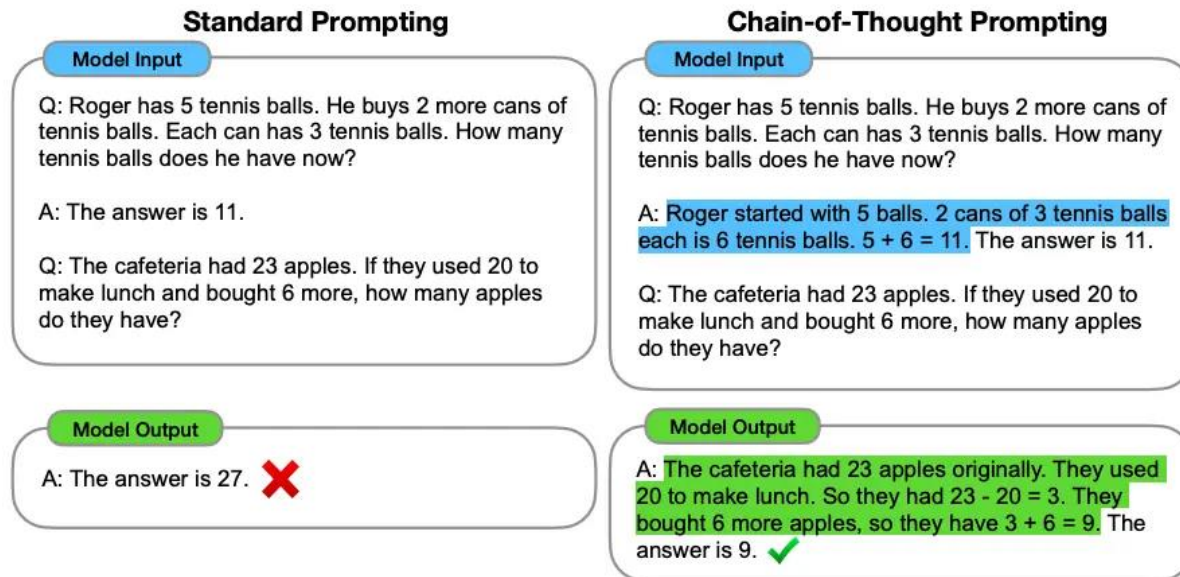 Standard Prompting
Model Input
Q: Roger has 5 tennis balls. He buys 2 more cans of
tennis balls. Each can has 3 tennis balls. How many
tennis balls does he have now?
A: The answer is 11.
Q: The cafeteria had 23 apples. If they used 20 to
make lunch and bought 6 more, how many apples
do they have?
Model Output
A: The answer is 27.
Chain-of-Thought Prompting
Model Input
Q: Roger has 5 tennis balls. He buys 2 more cans of
tennis balls. Each can has 3 tennis balls. How many
tennis balls does he have now?
A: Roger started with 5 balls. 2 cans of 3 tennis balls
each is 6 tennis balls. 5 + 6 = 11. The answer is 11.
Q: The cafeteria had 23 apples. If they used 20 to
make lunch and bought 6 more, how many apples
do they have?
Model Output
A: The cafeteria had 23 apples originally. They used
20 to make lunch. So they had 23 - 20 = 3. They
bought 6 more apples, so they have 3 + 6 = 9. The
answer is 9.